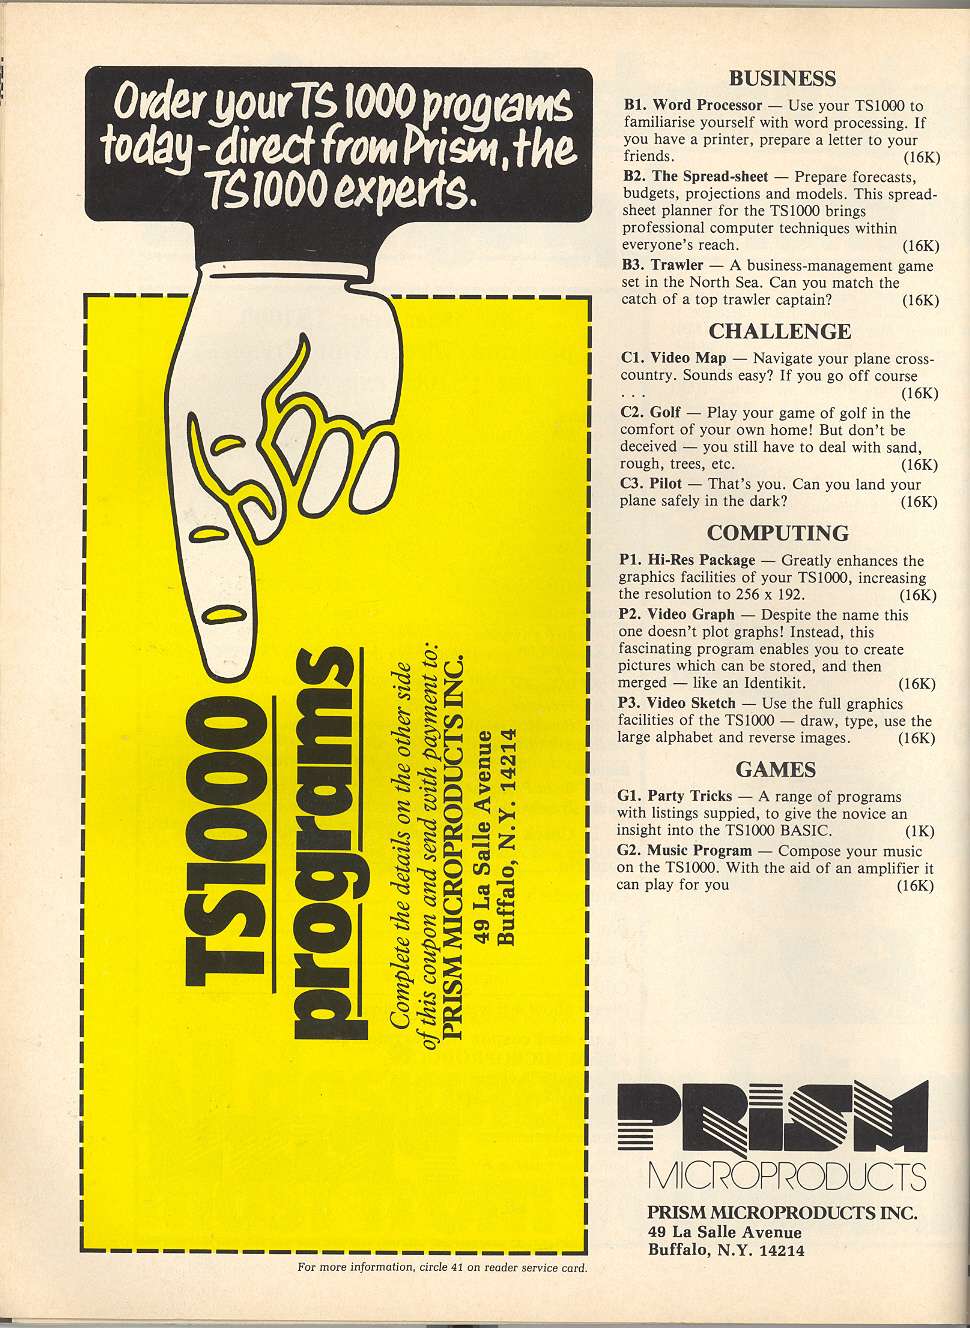 Order your TS 1000 programs
today - direct from Prism, the
TS1000 experts.
TS1000
programs
Complete the details on the other side
of this coupon and send with payment to:
PRISM MICROPRODUCTS INC.
49 La Salle Avenue
Buffalo, N.Y. 14214
For more information, circle 41 on reader service card.
BUSINESS
B1. Word Processor — Use your TS1000 to
familiarise yourself with word processing. If
you have a printer, prepare a letter to your
friends. (16K)
B2. The Spread-sheet — Prepare forecasts,
budgets, projections and models. This spread-
sheet planner for the TS1000 brings
professional computer techniques within
everyone's reach. (16K)
B3. Trawler — A business-management game
set in the North Sea. Can you match the
catch of a top trawler captain? (16K)
CHALLENGE
C1. Video Map — Navigate your plane cross-
country. Sounds easy? If you go off course
. . . (16K)
C2. Golf — Play your game of golf in the
comfort of your own home! But don't be
deceived — you still have to deal with sand,
rough, trees, etc. (16K)
C3. Pilot — That's you. Can you land your
plane safely in the dark? (16K)
COMPUTING
P1. Hi-Res Package — Greatly enhances the
graphics facilities of your TS1000, increasing
the resolution to 256 x 192. (16K)
P2. Video Graph — Despite the name this
one doesn't plot graphs! Instead, this
fascinating program enables you to create
pictures which can be stored, and then
merged — like an Identikit. (16K)
P3. Video Sketch — Use the full graphics
facilities of the TS1000 — draw, type, use the
large alphabet and reverse images. (16K)
GAMES
G1. Party Tricks — A range of programs
with listings suppied, to give the novice an
insight into the TS1000 BASIC. (1K)
G2. Music Program — Compose your music
on the TS1000. With the aid of an amplifier it
can play for you (16K)
PRiSM
MICROPRODUCTS
PRISM MICROPRODUCTS INC.
49 La Salle Avenue
Buffalo, N.Y. 14214